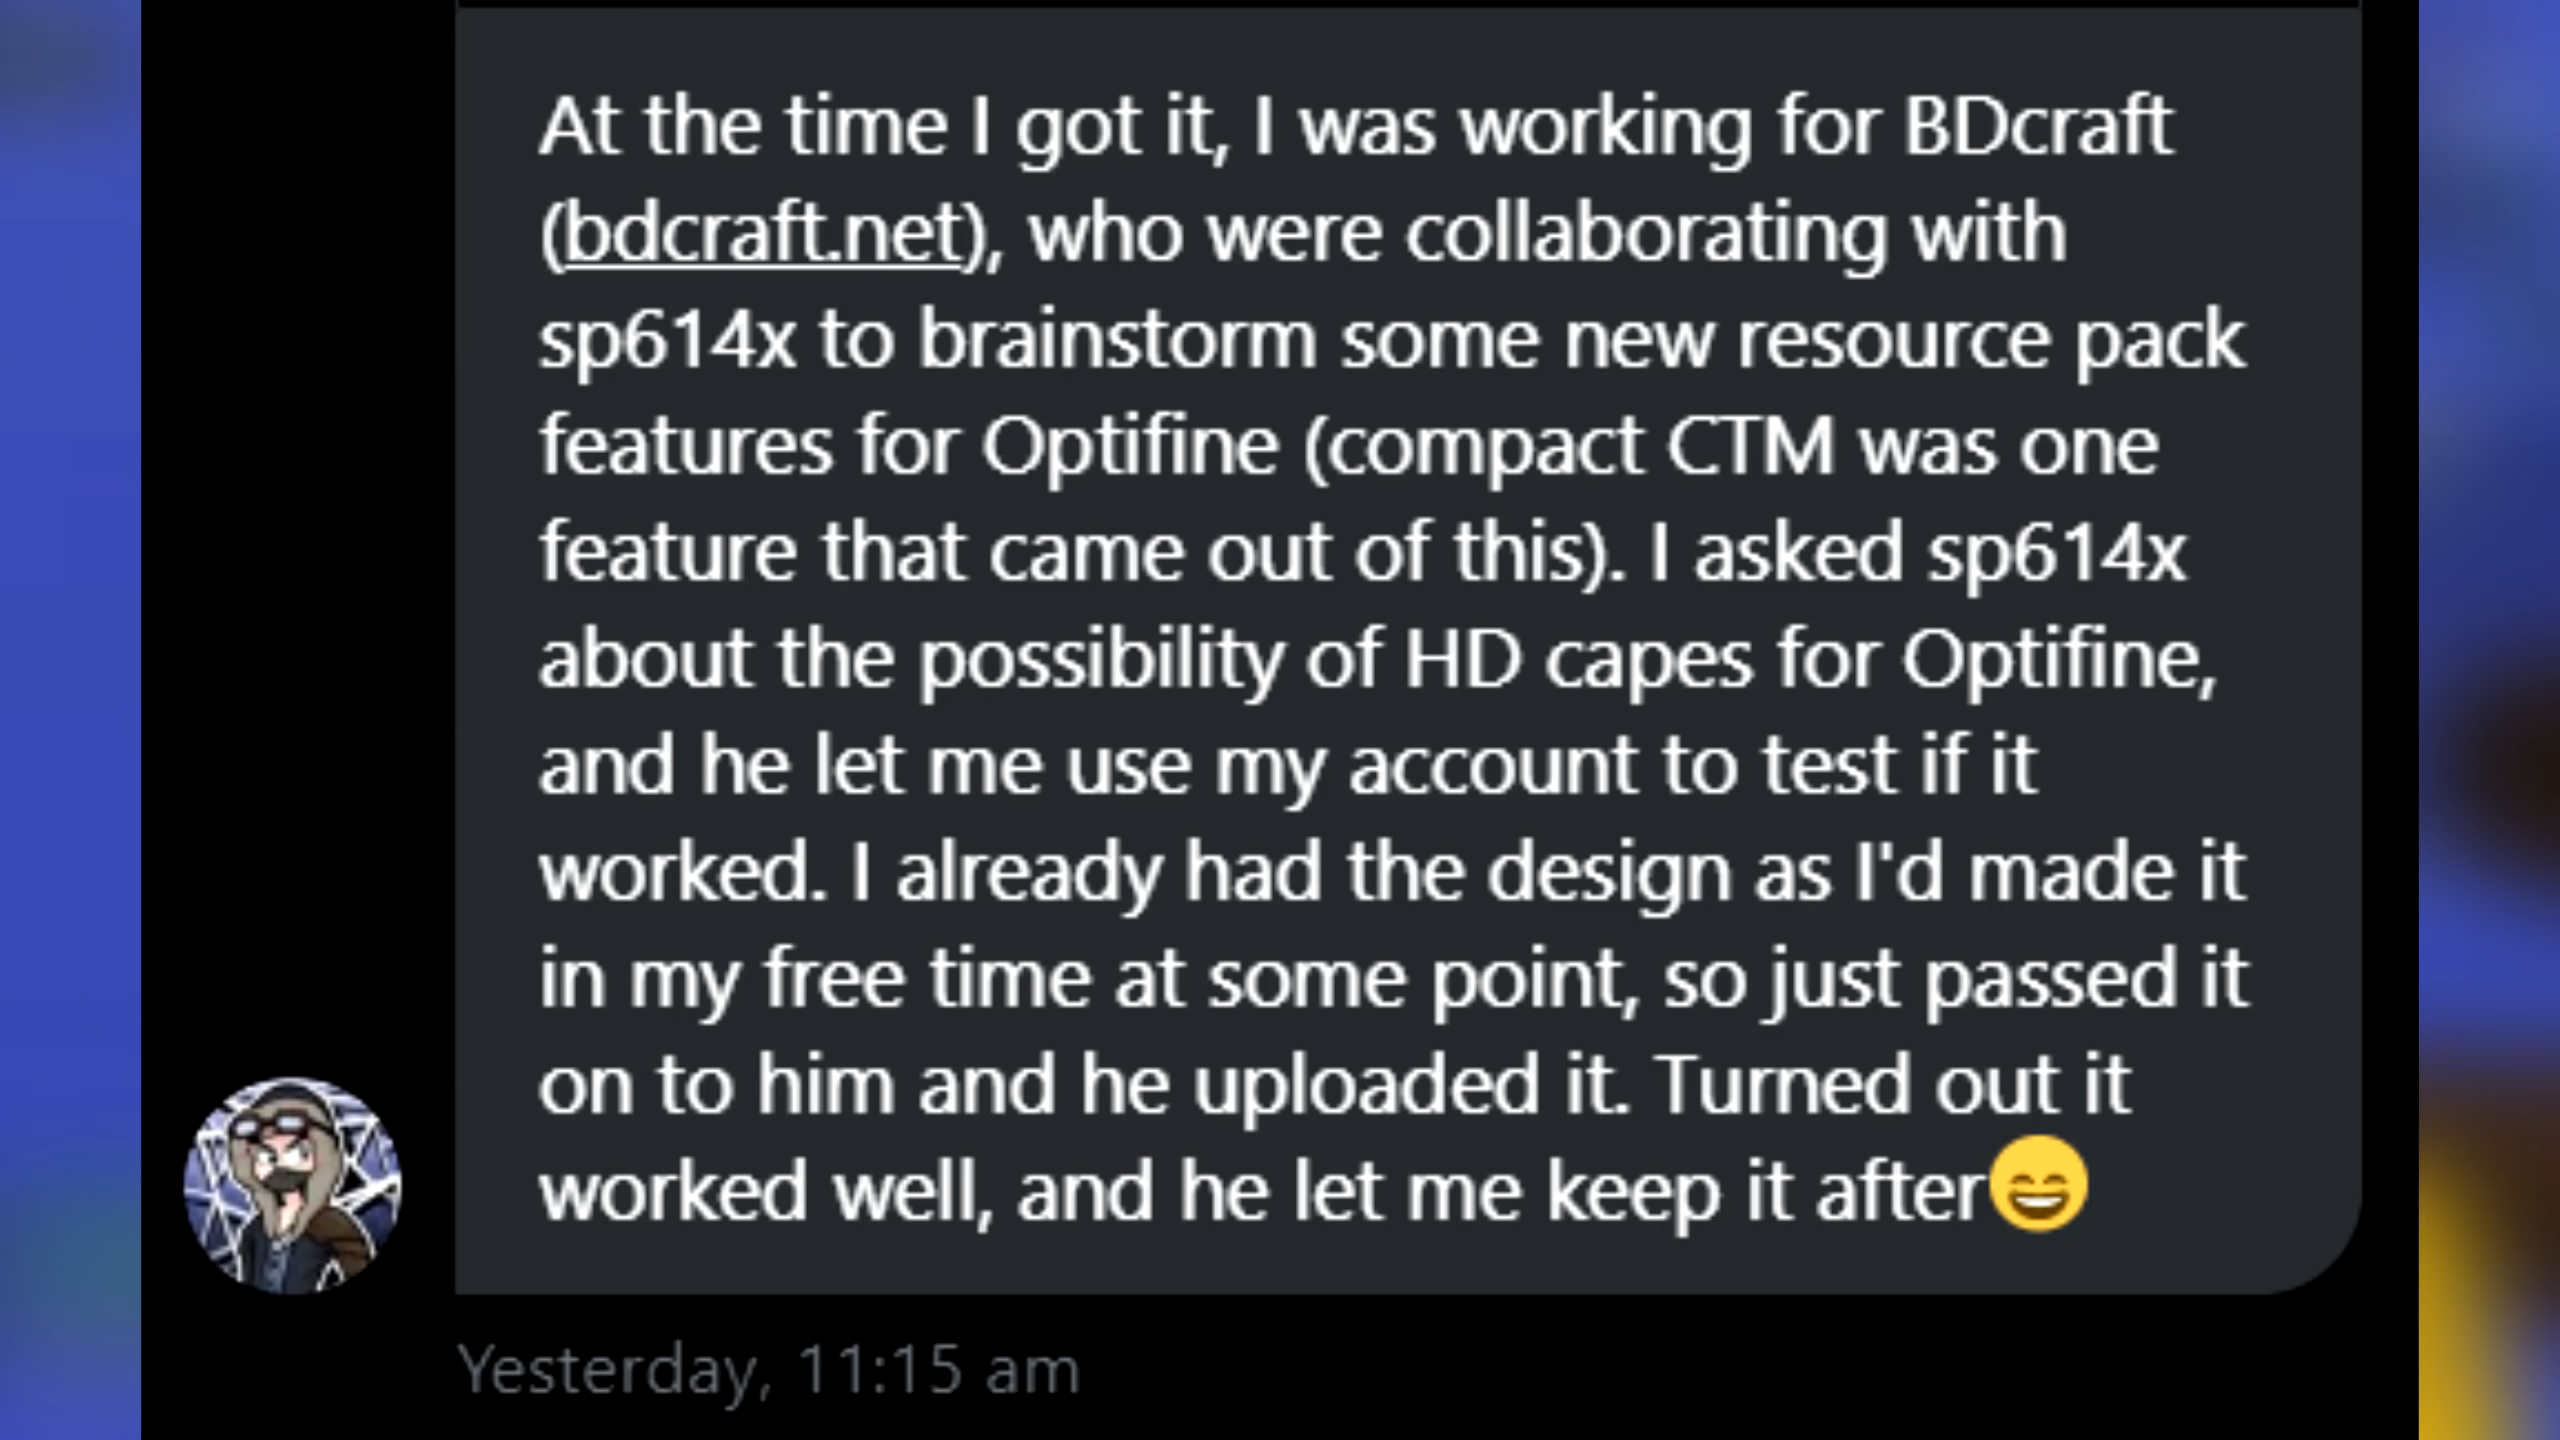 At the time I got it, I was working for BDcraft
(bdcraft.net), who were collaborating with
sp614x to brainstorm some new resource pack
features for Optifine (compact CTM was one
feature that came out of this). I asked sp614x
about the possibility of HD capes for Optifine,
and he let me use my account to test if it
worked. I already had the design as I'd made it
in my free time at some point, so just passed it
on to him and he uploaded it. Turned out it
worked well, and he let me keep it after😄
Yesterday, 11:15 am